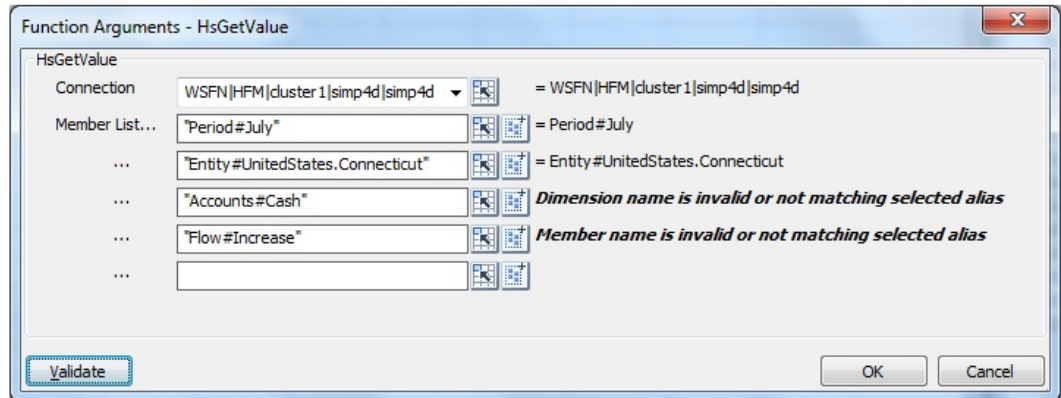 Function Arguments - HsGetValue
HsGetValue
Connection WSFN|HFM|cluster1|simp4d|simp4d = WSFN|HFM|cluster1|simp4d|simp4d
Member List... "Period#July" = Period#July
... "Entity#UnitedStates.Connecticut" = Entity#UnitedStates.Connecticut
... "Accounts#Cash" Dimension name is invalid or not matching selected alias
... "Flow#Increase" Member name is invalid or not matching selected alias
...
Validate OK Cancel